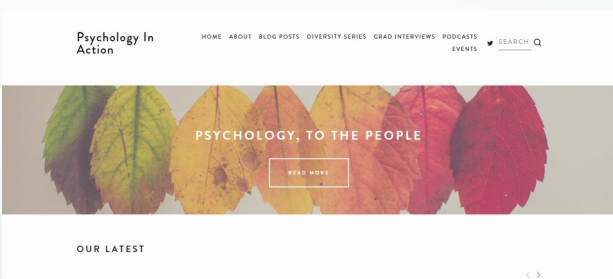 Psychology In
Action
HOME ABOUT BLOG POSTS DIVERSITY SERIES GRAD INTERVIEWS PODCASTS
EVENTS
SEARCH
PSYCHOLOGY, TO THE PEOPLE
READ MORE
OUR LATEST